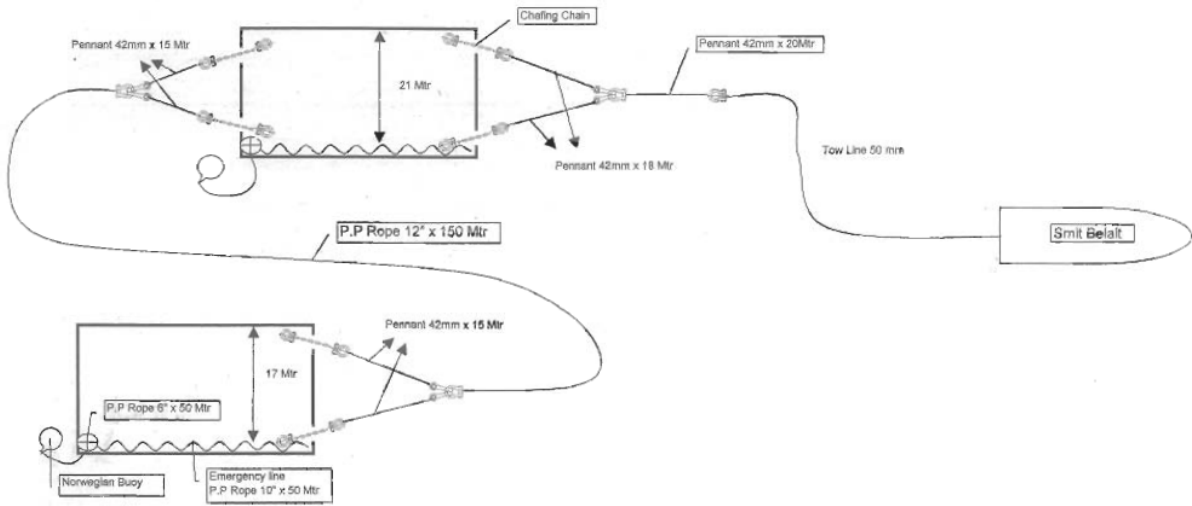 Chafing Chain
Pennant 42mm x 15 Mtr
Pennant 42mm x 20Mtr
21 Mtr
Tow Line 50 mm
Pennant 42mm x 18 Mtr
P.P Rope 12" x 150 Mtr
Smit Belait
Pennant 42mm x 15 Mtr
17 Mtr
P.P Rope 6" x 50 Mtr
Norwegian Buoy
Emergency line
P.P Rope 10" x 50 Mtr